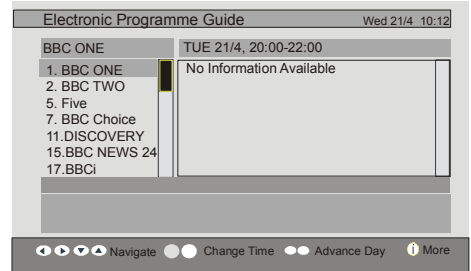 Electronic Programme Guide Wed 21/4 10:12
BBC ONE TUE 21/4, 20:00-22:00
1. BBC ONE No Information Available
2. BBC TWO
5. Five
7. BBC Choice
11.DISCOVERY
15.BBC NEWS 24
17.BBCi
Navigate Change Time Advance Day i More